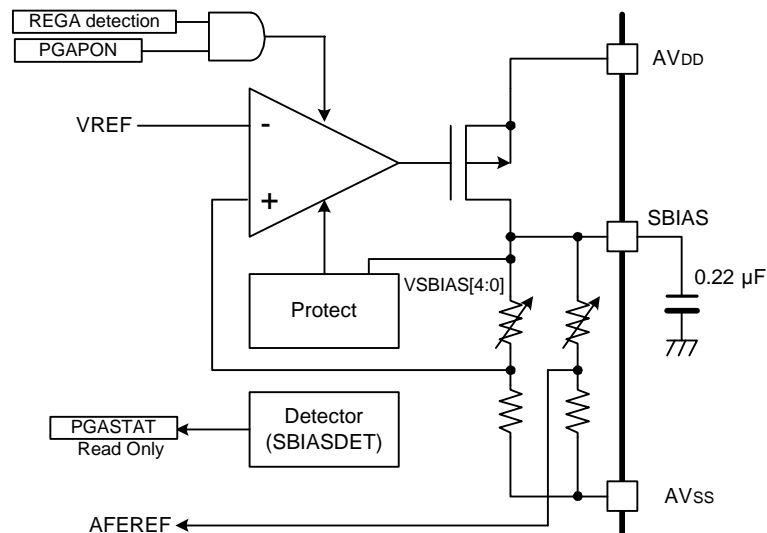 REGA detection
PGAPON
AVDD
VREF
-
+
SBIAS
0.22 µF
VSBIAS[4:0]
Protect
Detector
(SBIASDET)
PGASTAT
Read Only
AVSS
AFEREF